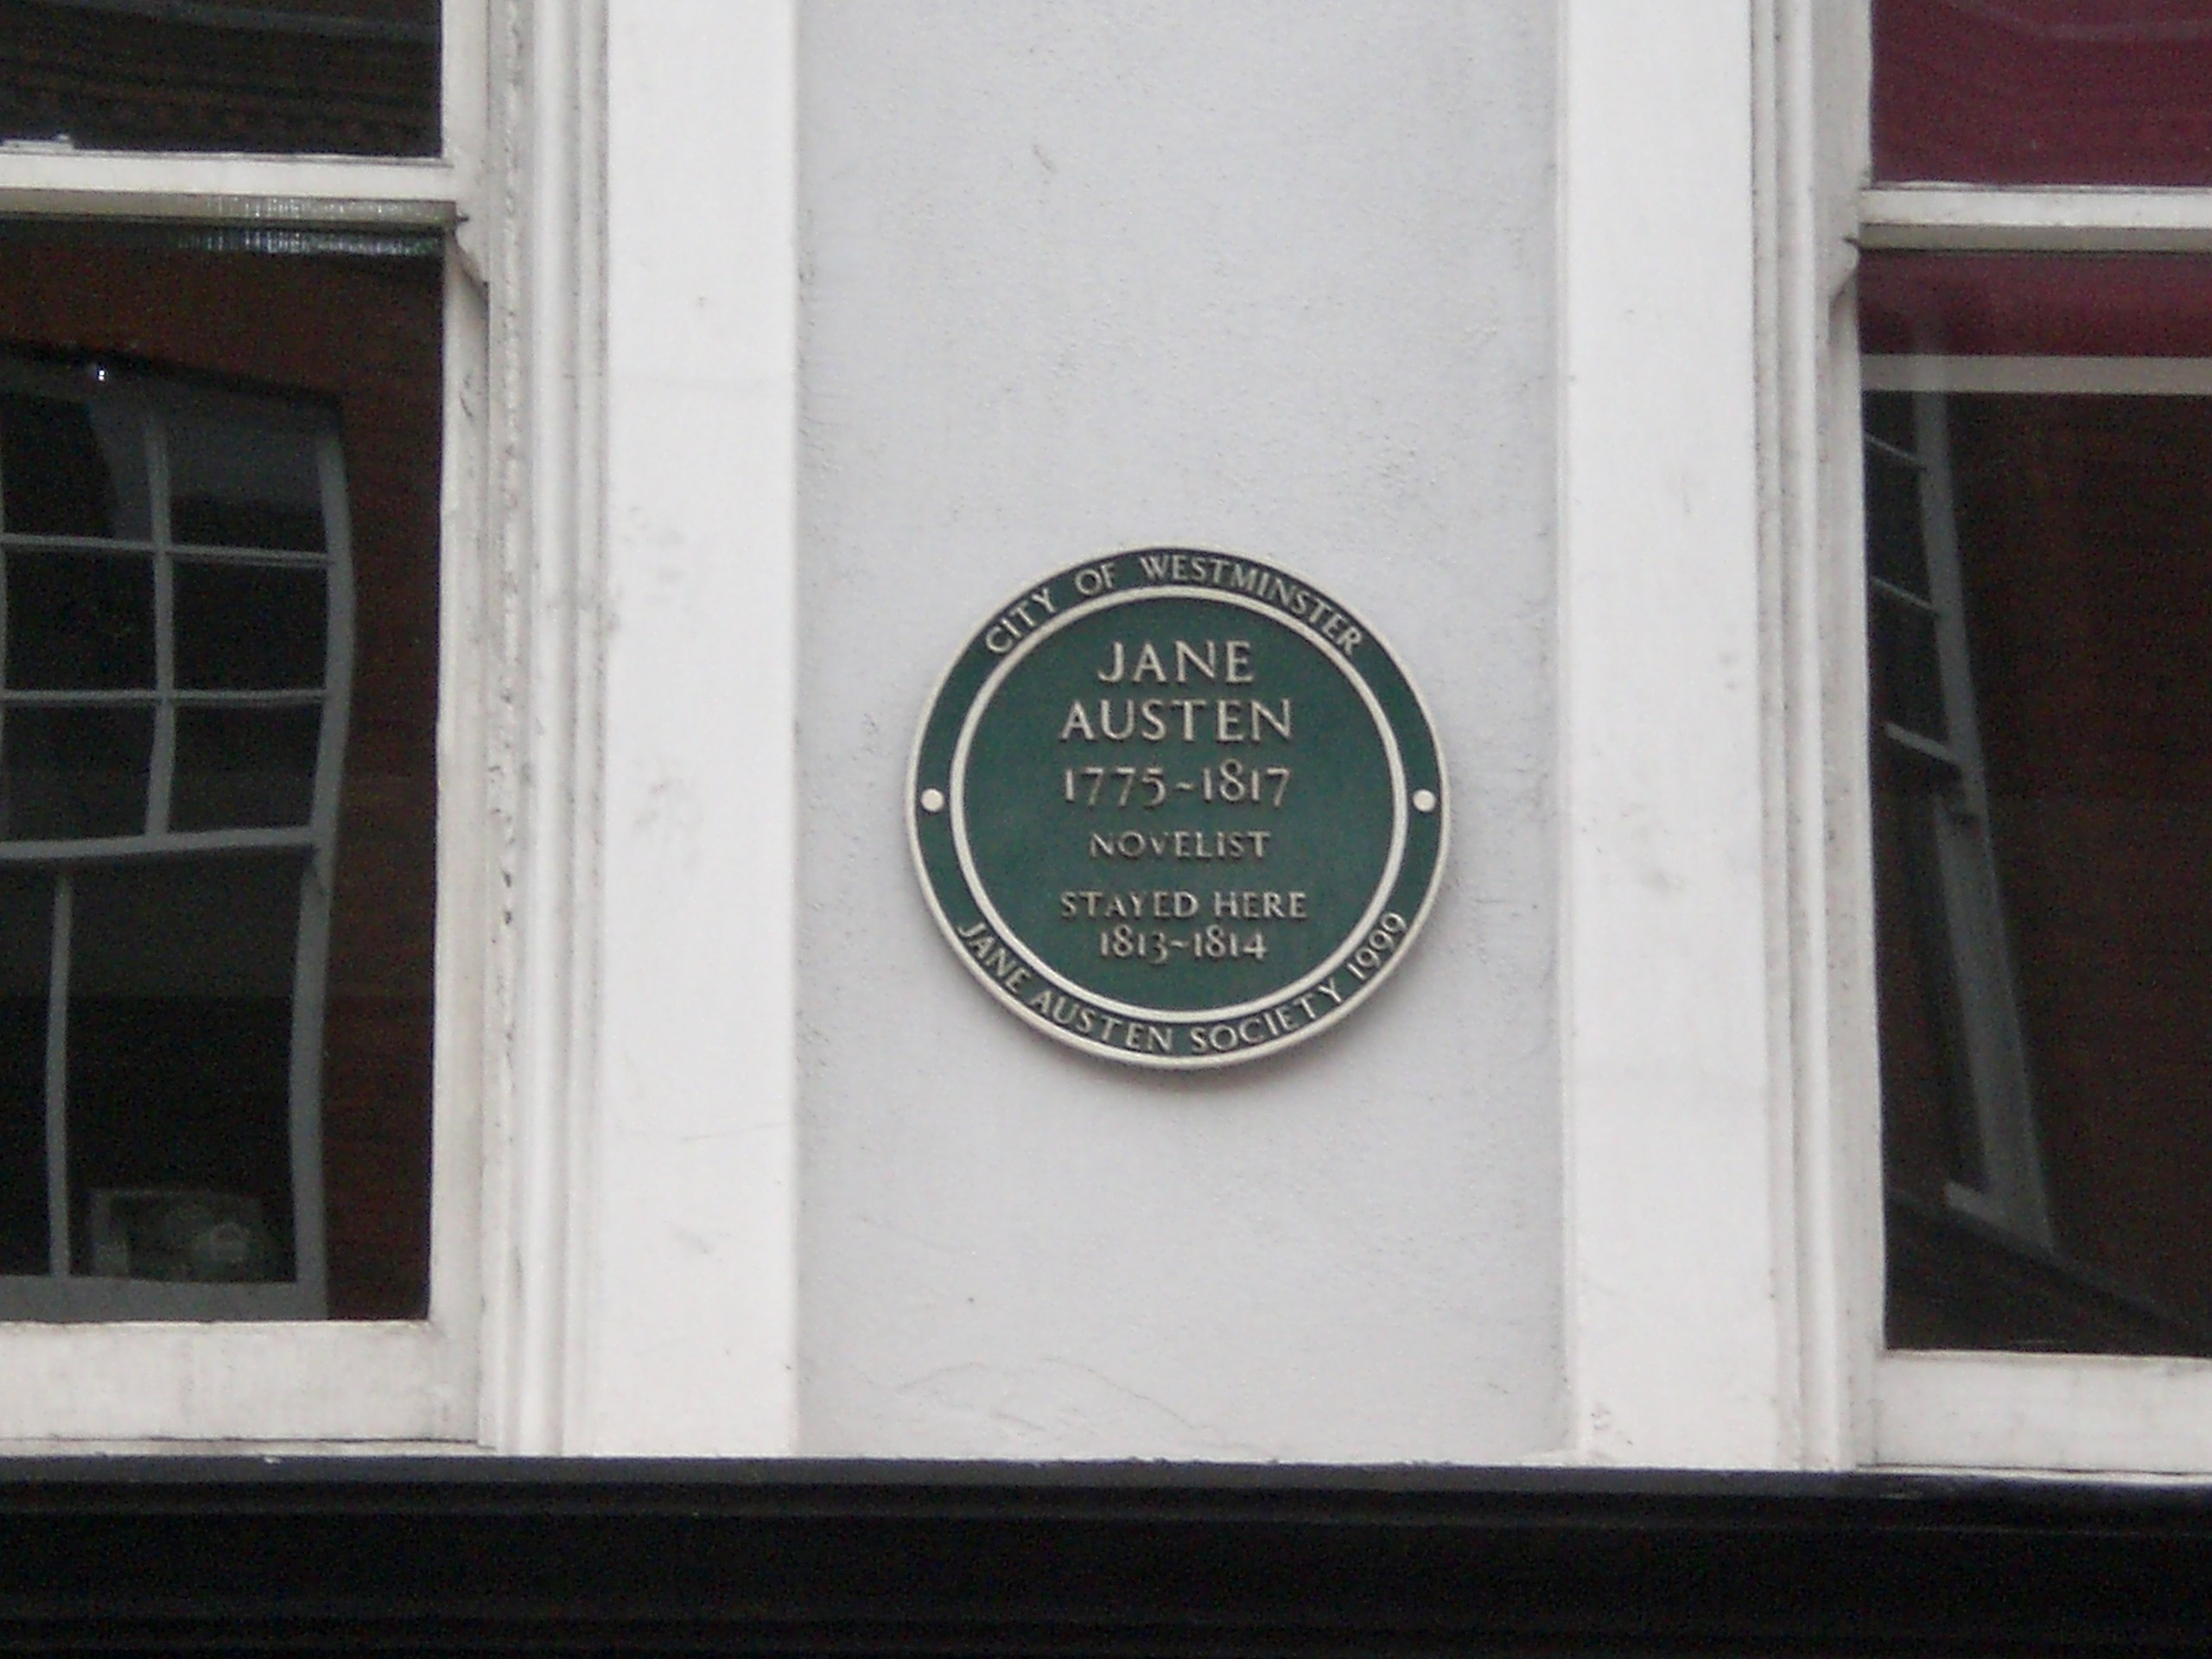 CITY OF WESTMINSTER
JANE
AUSTEN
1775~1817
NOVELIST
STAYED HERE
1813~1814
JANE AUSTEN SOCIETY 1999